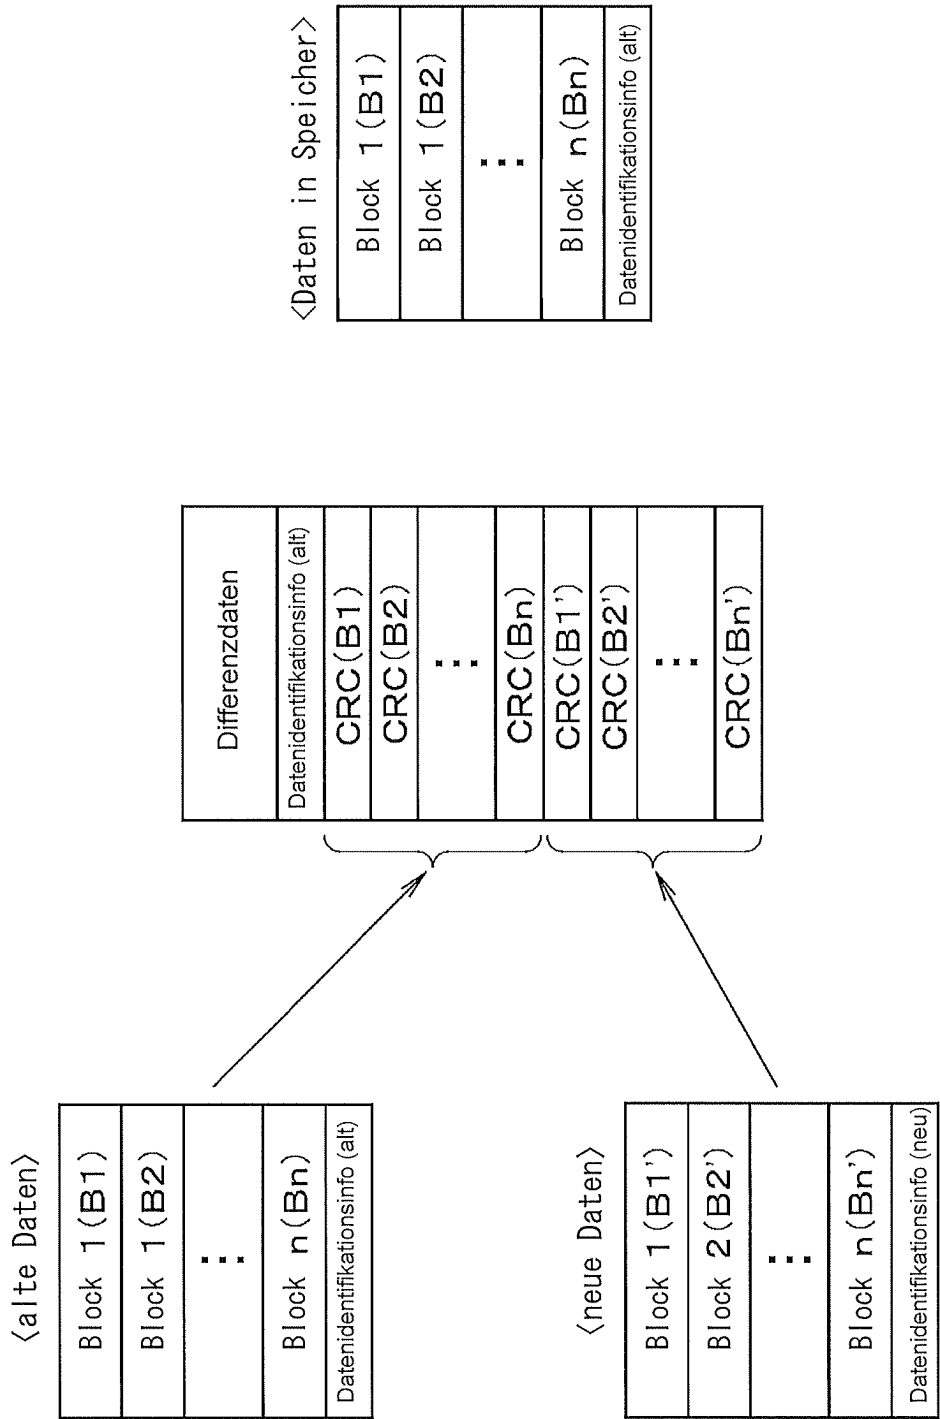 <alte Daten>
Block 1(B1)
Block 1(B2)
...
Block n(Bn)
Datenidentifikationsinfo (alt)
<neue Daten>
Block 1(B1')
Block 2(B2')
...
Block n(Bn')
Datenidentifikationsinfo (neu)
Differenzdaten
Datenidentifikationsinfo (alt)
CRC(B1)
CRC(B2)
...
CRC(Bn)
CRC(B1')
CRC(B2')
...
CRC(Bn')
<Daten in Speicher>
Block 1(B1)
Block 1(B2)
...
Block n(Bn)
Datenidentifikationsinfo (alt)